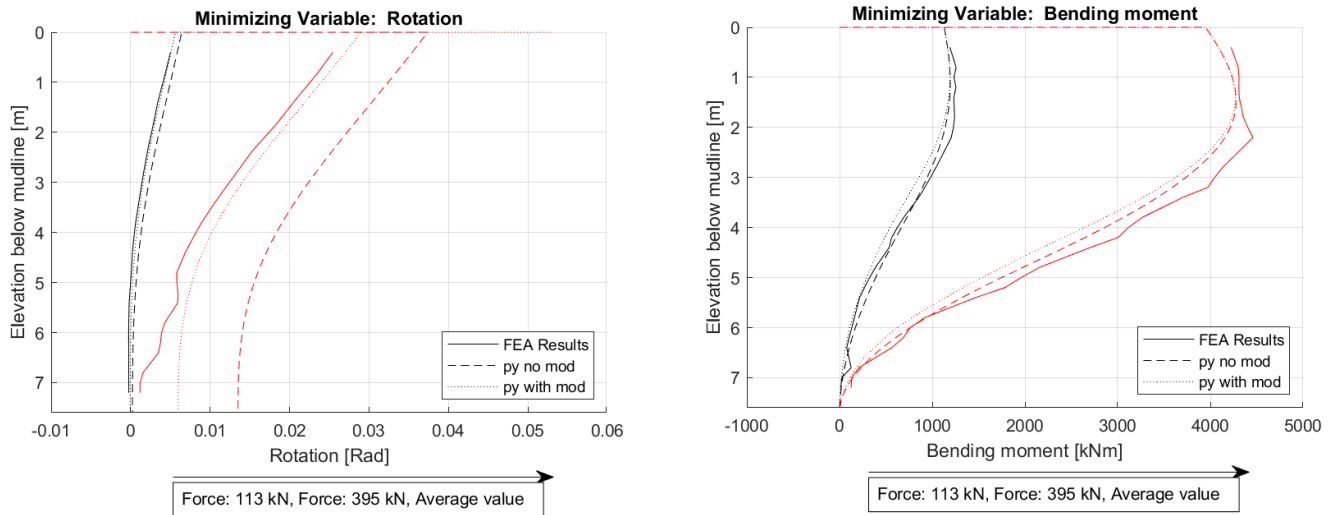 Minimizing Variable: Rotation
0
1
2
3
4
5
6
7
Elevation below mudline [m]
FEA Results
py no mod
py with mod
-0.01
0
0.01
0.02
0.03
0.04
0.05
0.06
Rotation [Rad]
Force: 113 kN, Force: 395 kN, Average value
Minimizing Variable: Bending moment
0
1
2
3
4
5
6
7
Elevation below mudline [m]
FEA Results
py no mod
py with mod
-1000
0
1000
2000
3000
4000
5000
Bending moment [kNm]
Force: 113 kN, Force: 395 kN, Average value